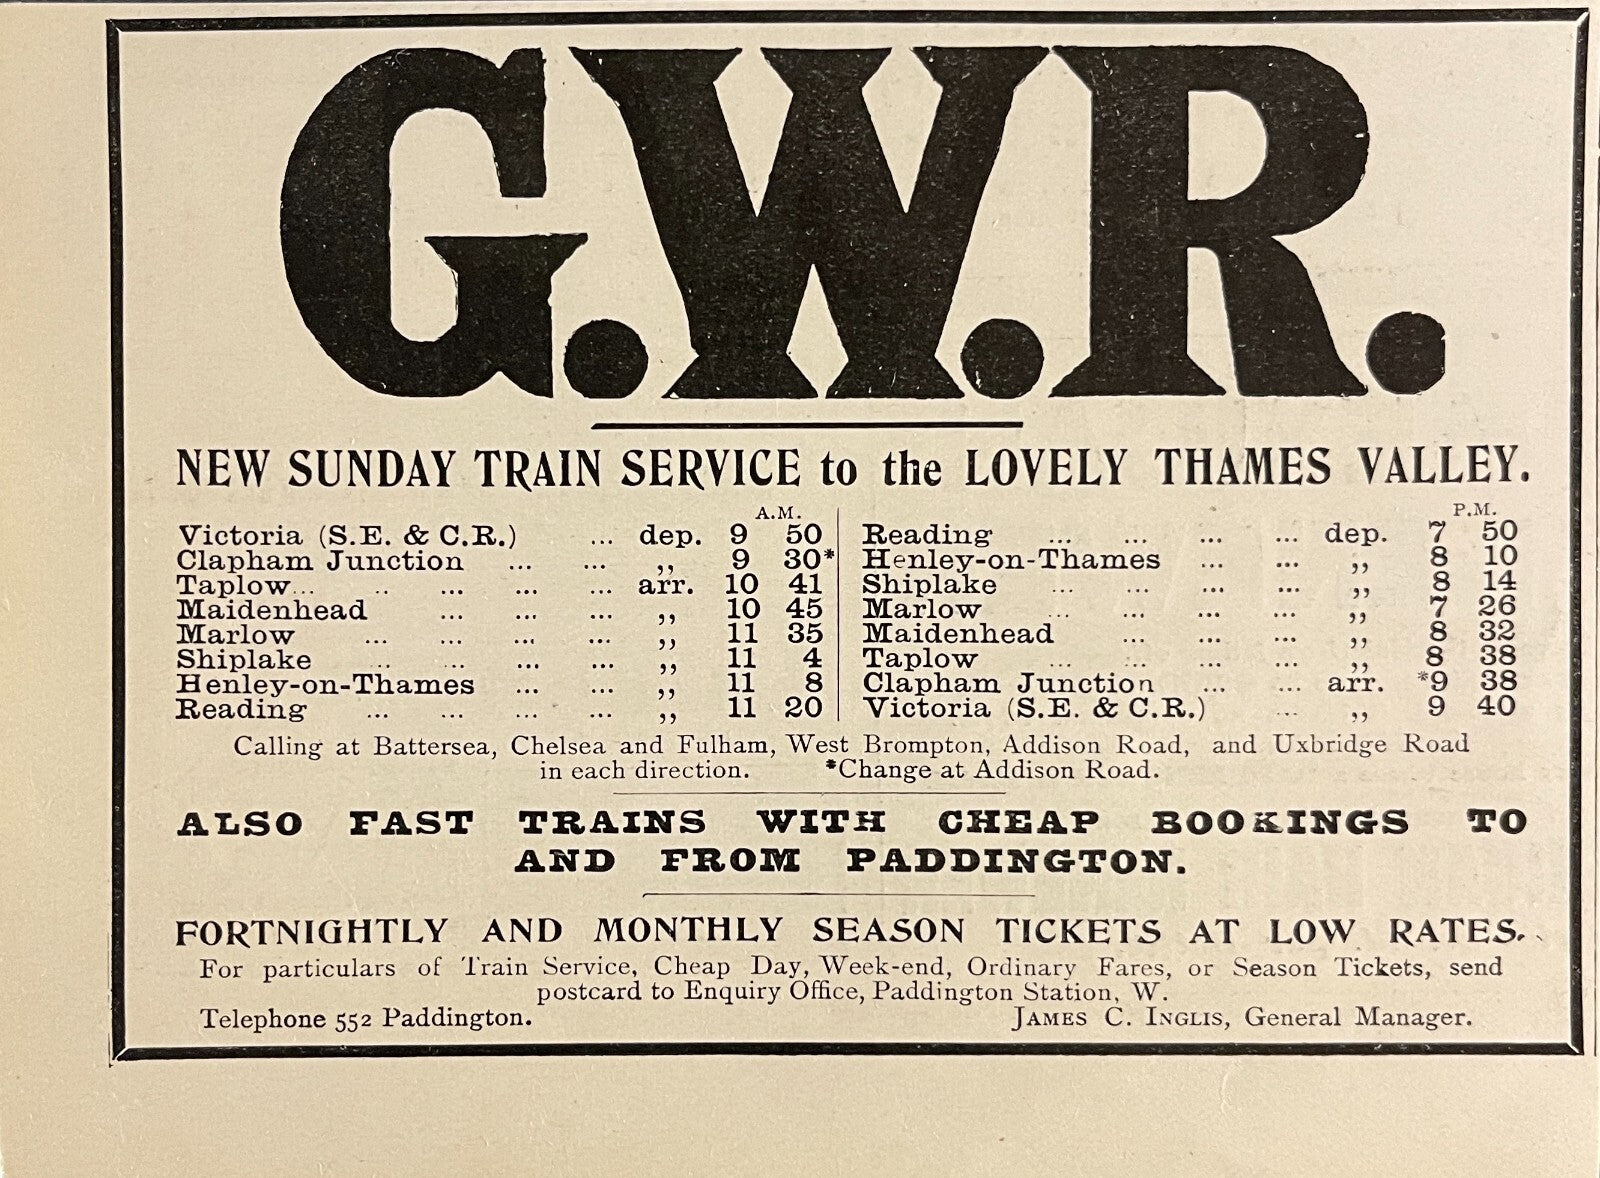 G.W.R.
NEW SUNDAY TRAIN SERVICE to the LOVELY THAMES VALLEY.
A.M.
Victoria (S.E. & C.R.) ... dep. 9 50
Clapham Junction ... ... ,, 9 30*
Taplow... .. ... ... ... arr. 10 41
Maidenhead ... ... ... ,, 10 45
Marlow ... ... ... ... ,, 11 35
Shiplake ... ... ... ... ,, 11 4
Henley-on-Thames ... ... ,, 11 8
Reading ... ... ... ... ,, 11 20
P.M.
Reading ... ... ... ... dep. 7 50
Henley-on-Thames ... ... ,, 8 10
Shiplake ... ... ... ... ,, 8 14
Marlow ... ... ... ... ,, 7 26
Maidenhead ... ... ... ,, 8 32
Taplow ... ... ... ... ,, 8 38
Clapham Junction ... ... arr. *9 38
Victoria (S.E. & C.R.) ... ,, 9 40
Calling at Battersea, Chelsea and Fulham, West Brompton, Addison Road, and Uxbridge Road
in each direction. *Change at Addison Road.
ALSO FAST TRAINS WITH CHEAP BOOKINGS TO
AND FROM PADDINGTON.
FORTNIGHTLY AND MONTHLY SEASON TICKETS AT LOW RATES.
For particulars of Train Service, Cheap Day, Week-end, Ordinary Fares, or Season Tickets, send
postcard to Enquiry Office, Paddington Station, W.
Telephone 552 Paddington. JAMES C. INGLIS, General Manager.